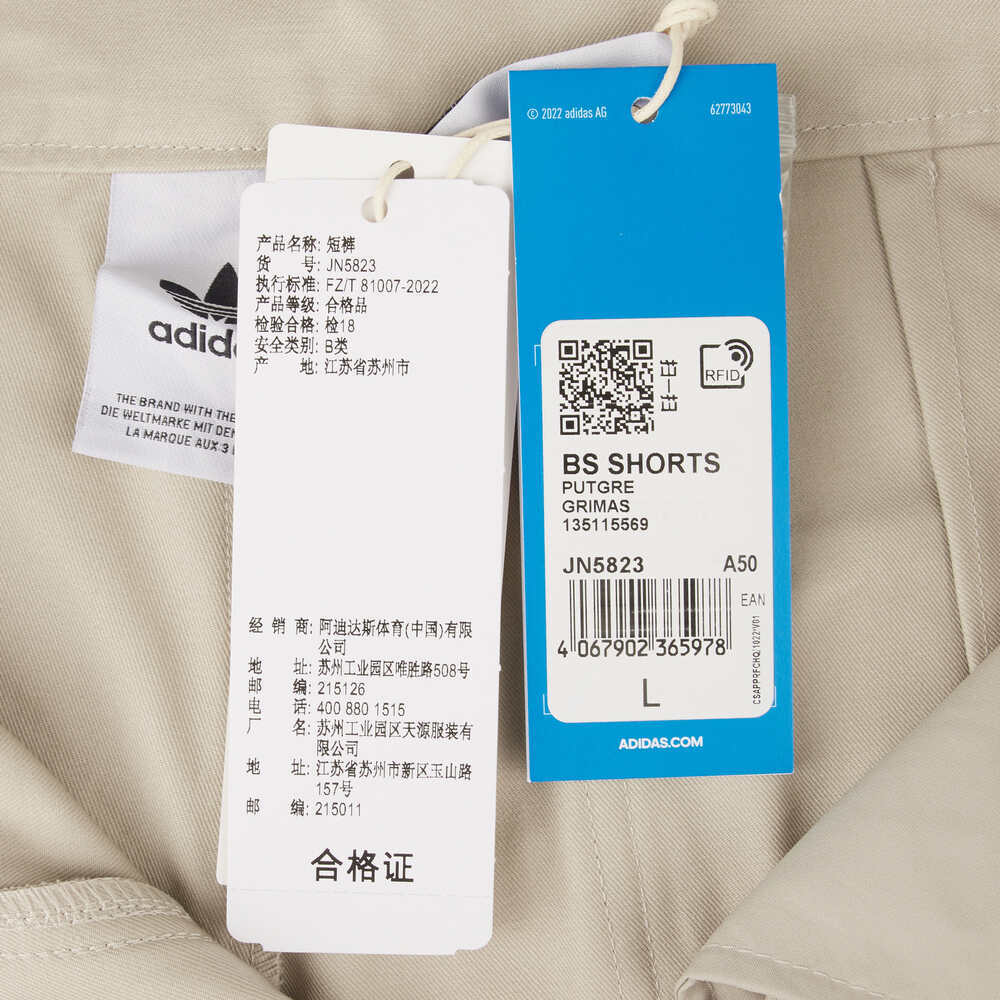 产品名称: 短裤
货 号: JN5823
执行标准: FZ/T 81007-2022
产品等级: 合格品
检验合格: 检18
安全类别: B类
产 地: 江苏省苏州市
经 销 商: 阿迪达斯体育(中国)有限
公司
地 址: 苏州工业园区唯胜路508号
邮 编: 215126
电 话: 400 880 1515
厂 名: 苏州工业园区天源服装有
限公司
地 址: 江苏省苏州市新区玉山路
157号
邮 编: 215011
合格证
THE BRAND WITH THE
DIE WELTMARKE MIT DEN
LA MARQUE AUX 3
© 2022 adidas AG
62773043
RFID
BS SHORTS
PUTGRE
GRIMAS
135115569
JN5823 A50
EAN
4 067902 365978
L
CSAPPRFCHQ/1022/V01
ADIDAS.COM